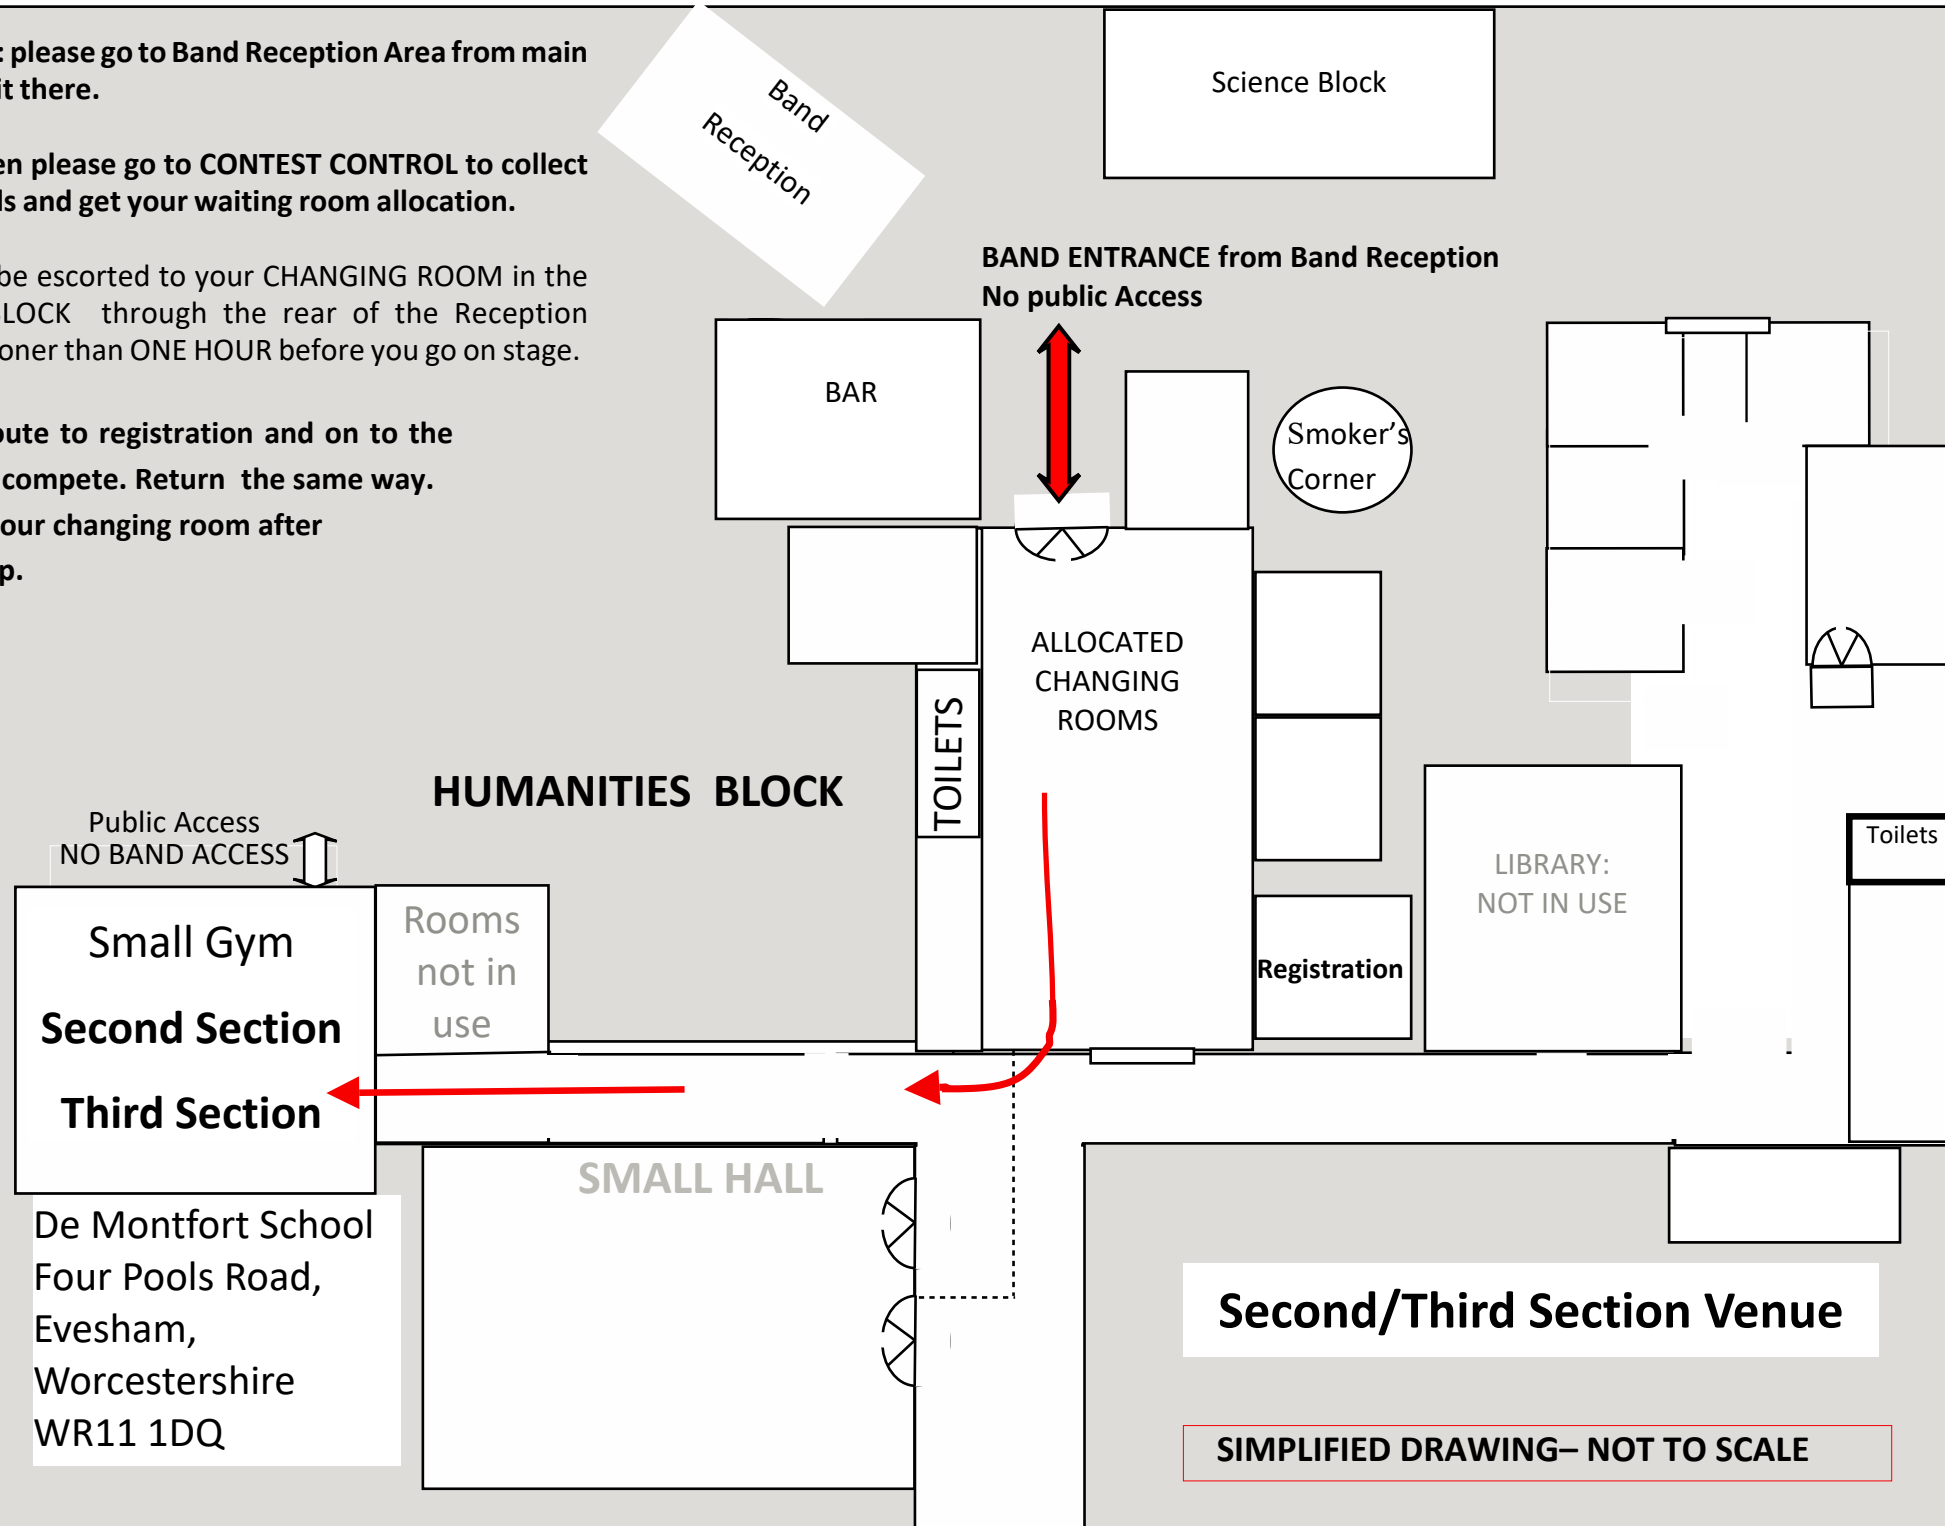 : please go to Band Reception Area from main
it there.
en please go to CONTEST CONTROL to collect
ls and get your waiting room allocation.
be escorted to your CHANGING ROOM in the
BLOCK through the rear of the Reception
oner than ONE HOUR before you go on stage.
oute to registration and on to the
compete. Return the same way.
our changing room after
p.
Band
Reception
Science Block
BAND ENTRANCE from Band Reception
No public Access
BAR
Smoker's
Corner
ALLOCATED
CHANGING
ROOMS
TOILETS
HUMANITIES BLOCK
Public Access
NO BAND ACCESS
Small Gym
Second Section
Third Section
Rooms
not in
use
Registration
LIBRARY:
NOT IN USE
Toilets
SMALL HALL
De Montfort School
Four Pools Road,
Evesham,
Worcestershire
WR11 1DQ
Second/Third Section Venue
SIMPLIFIED DRAWING– NOT TO SCALE